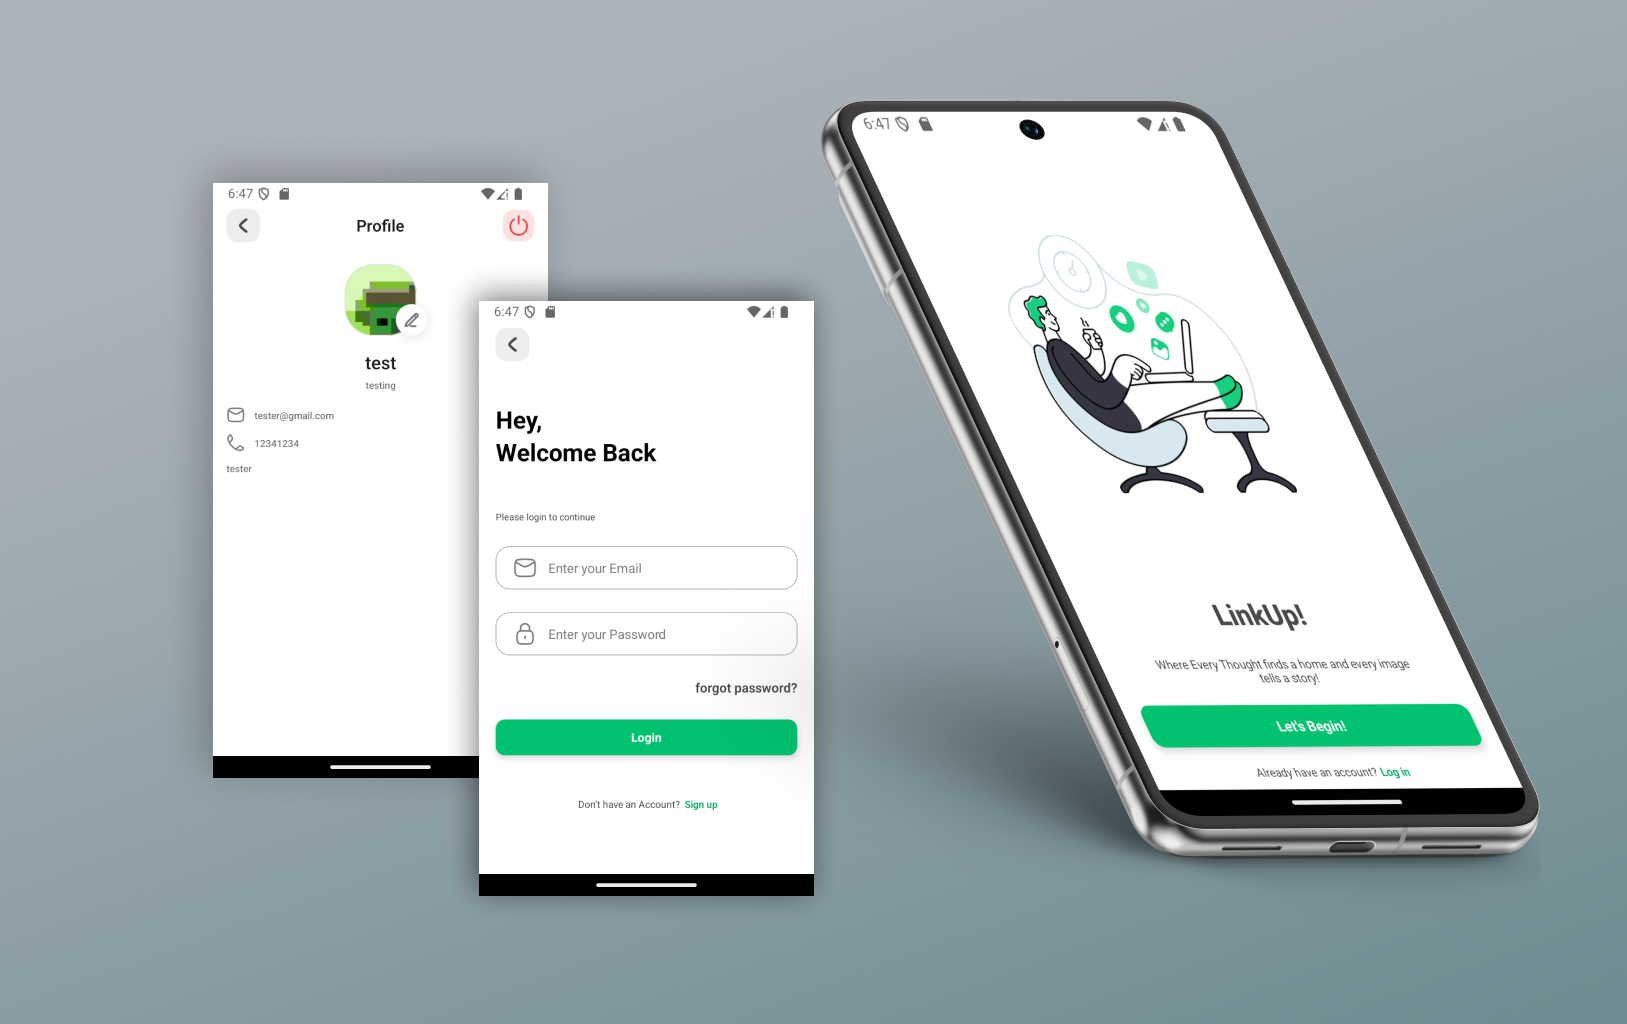 6:47
Profile
test
testing
tester@gmail.com
12341234
tester
6:47
Hey,
Welcome Back
Please login to continue
Enter your Email
Enter your Password
forgot password?
Login
Don't have an Account? Sign up
6:47
LinkUp!
Where Every Thought finds a home and every image
tells a story!
Let's Begin!
Already have an account? Log in